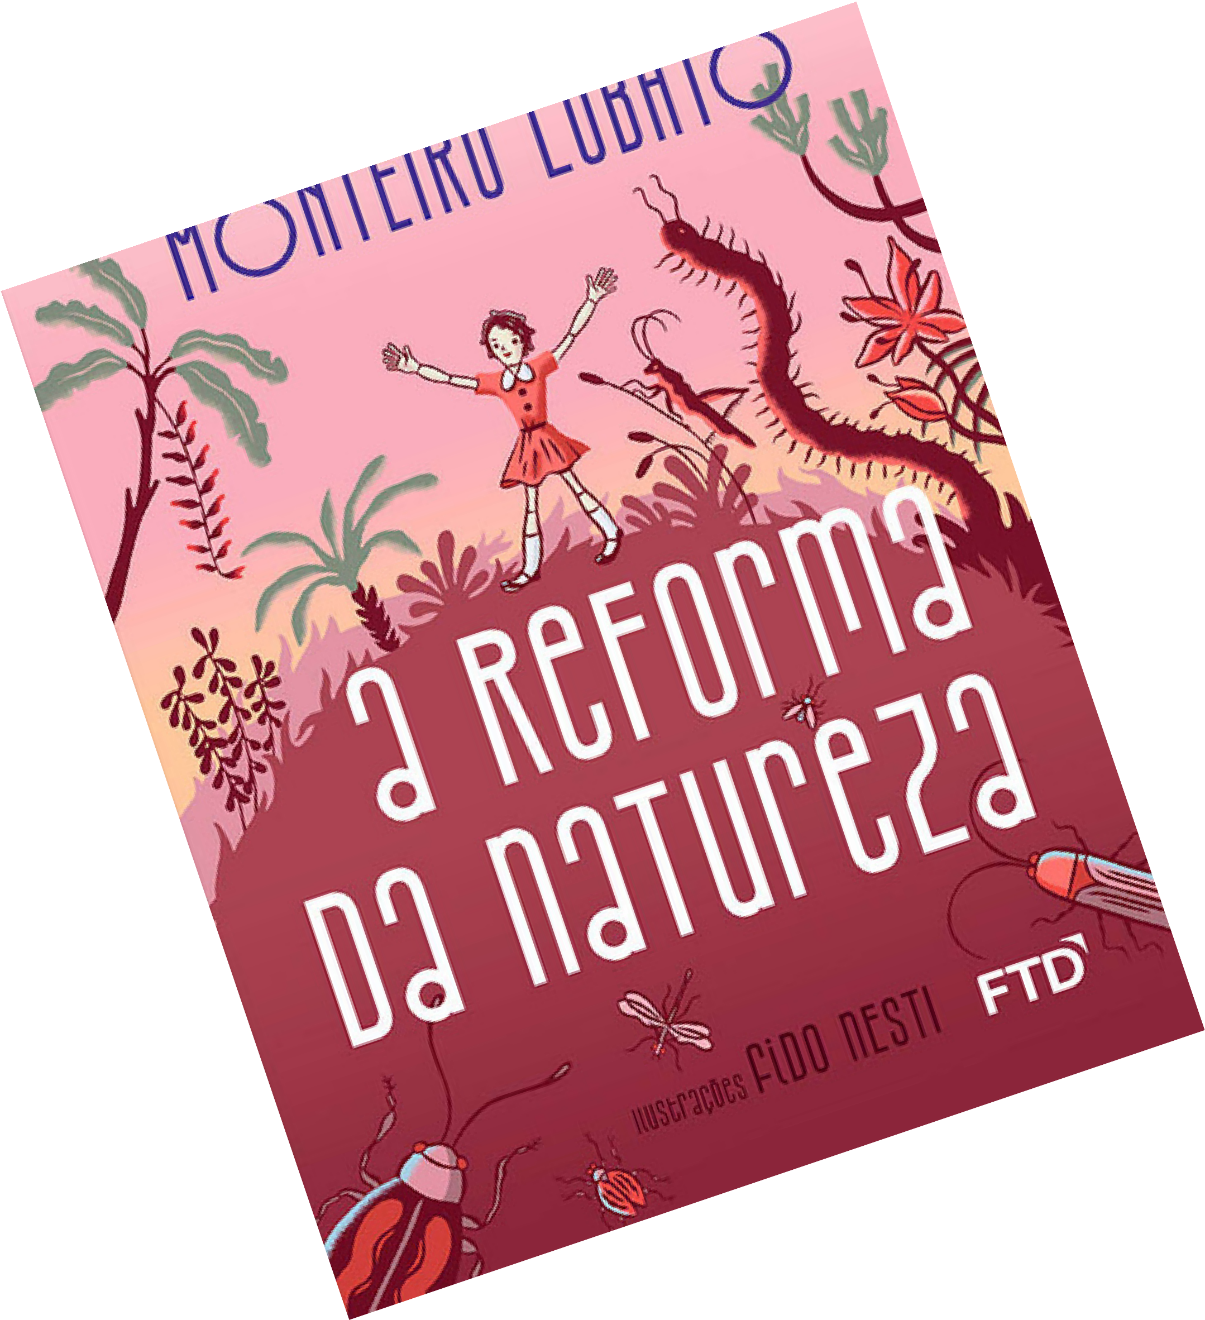 MONTEIRO LOBATO
a REFORMA
Da NaTUREZa
Ilustrações FiDO NESTI
FTD